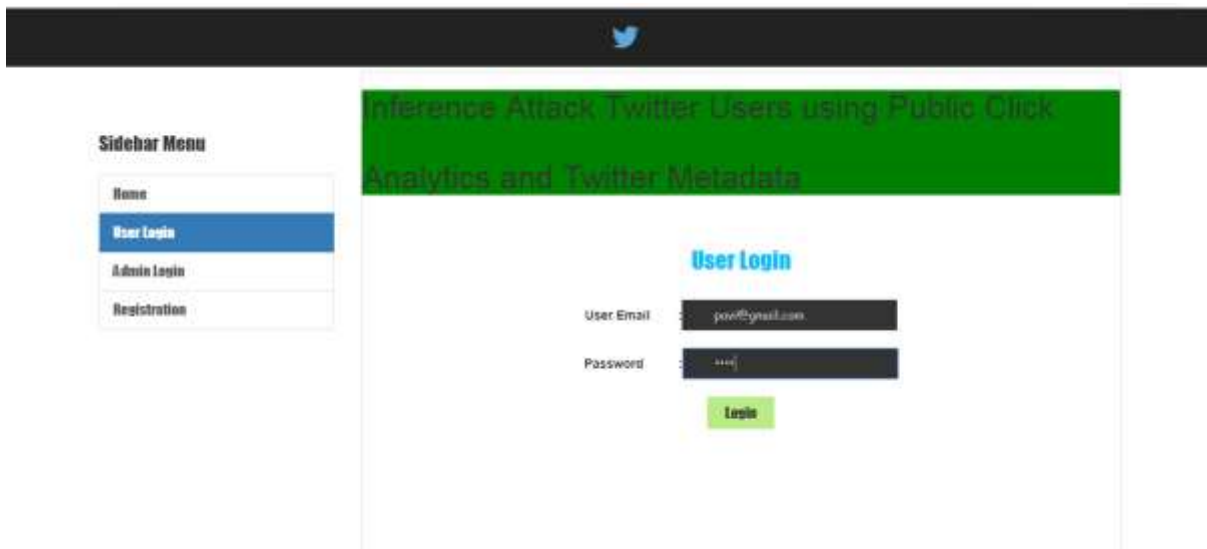 Inference Attack Twitter Users using Public Click
Analytics and Twitter Metadata
Sidebar Menu
Home
User Login
Admin Login
Registration
User Login
User Email :
Password :
Login